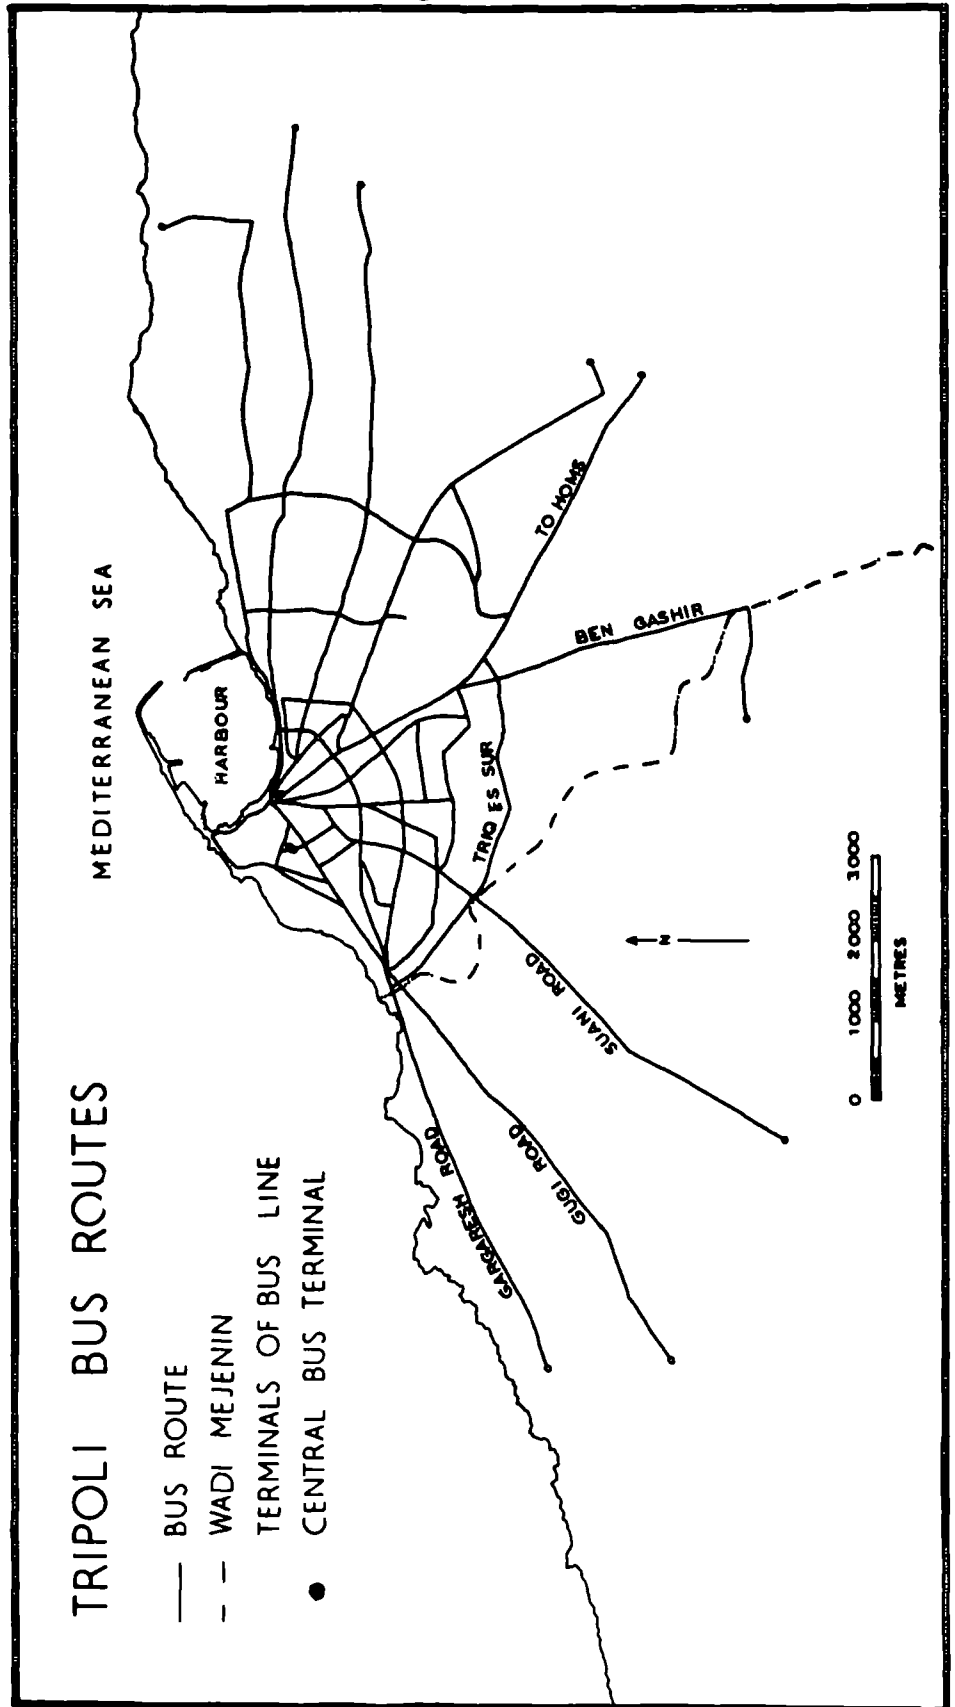 TRIPOLI BUS ROUTES
BUS ROUTE
WADI MEJENIN
TERMINALS OF BUS LINE
CENTRAL BUS TERMINAL
MEDITERRANEAN SEA
HARBOUR
TO HOMS
BEN GASHIR
TRIQ ES SUR
SUANI ROAD
GUGI ROAD
GARGARESH ROAD
N
0 1000 2000 3000
METRES